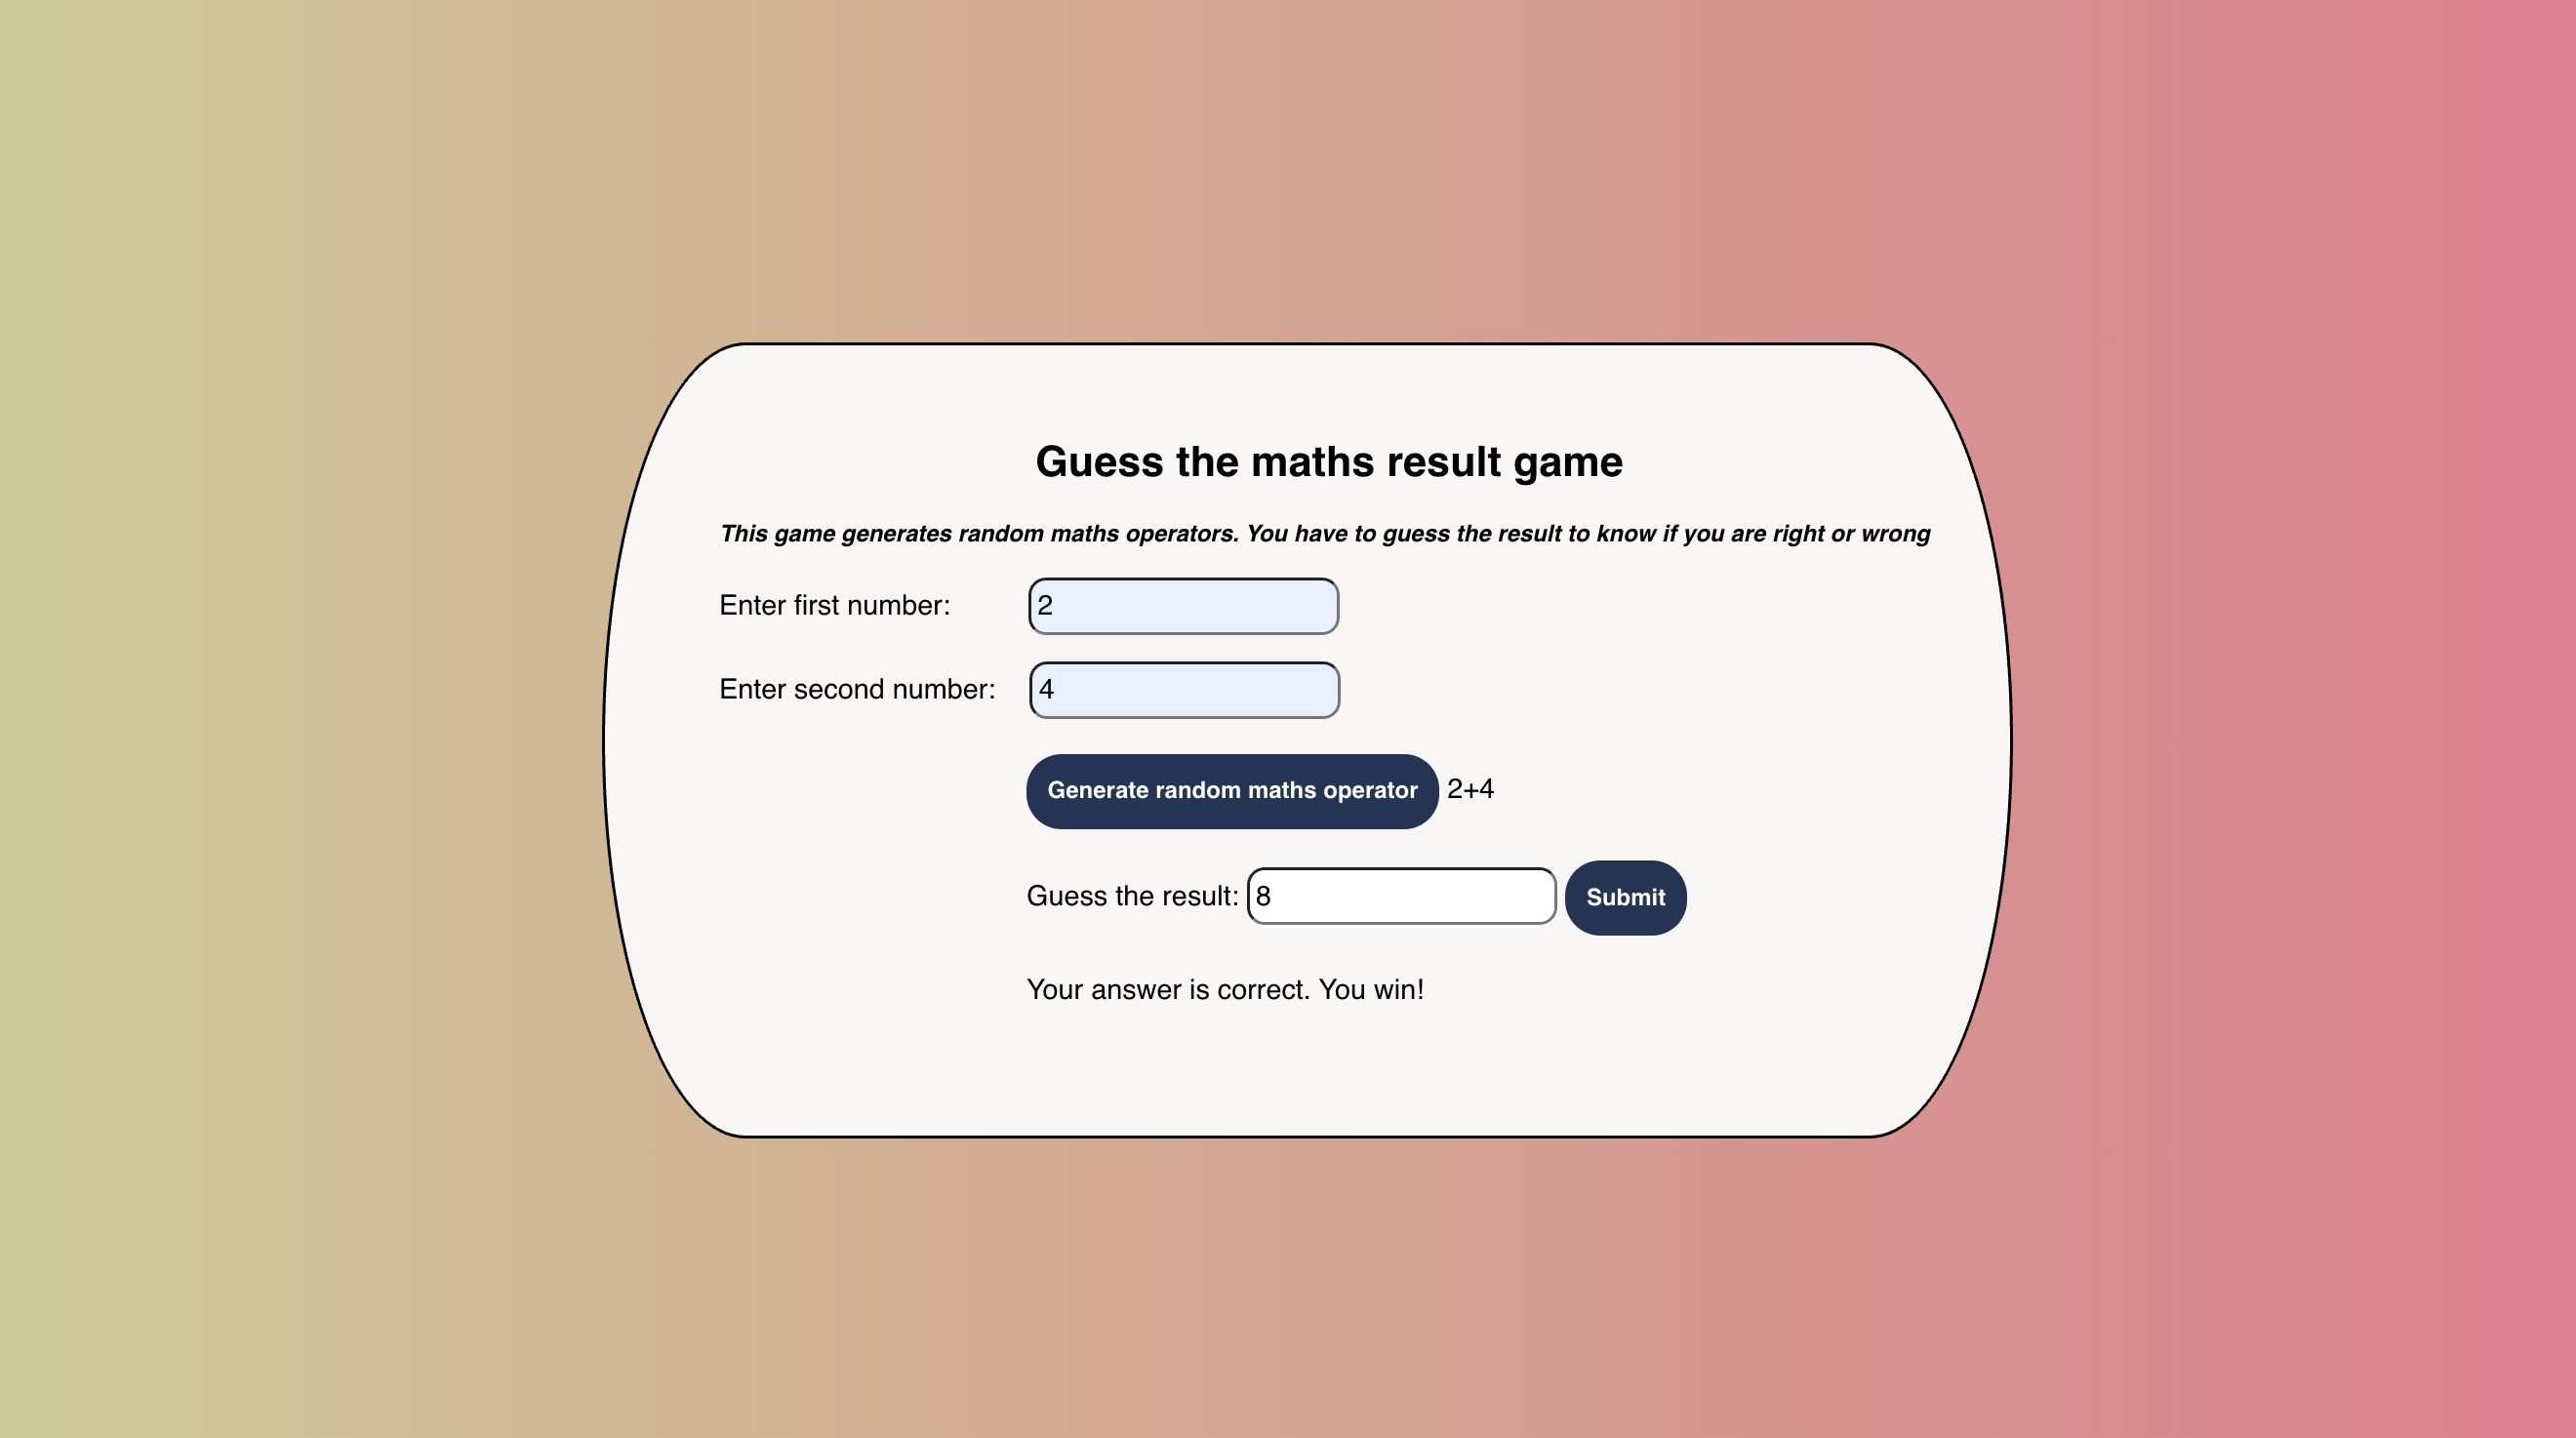 Guess the maths result game
This game generates random maths operators. You have to guess the result to know if you are right or wrong
Enter first number: 2
Enter second number: 4
Generate random maths operator 2+4
Guess the result: 8 Submit
Your answer is correct. You win!